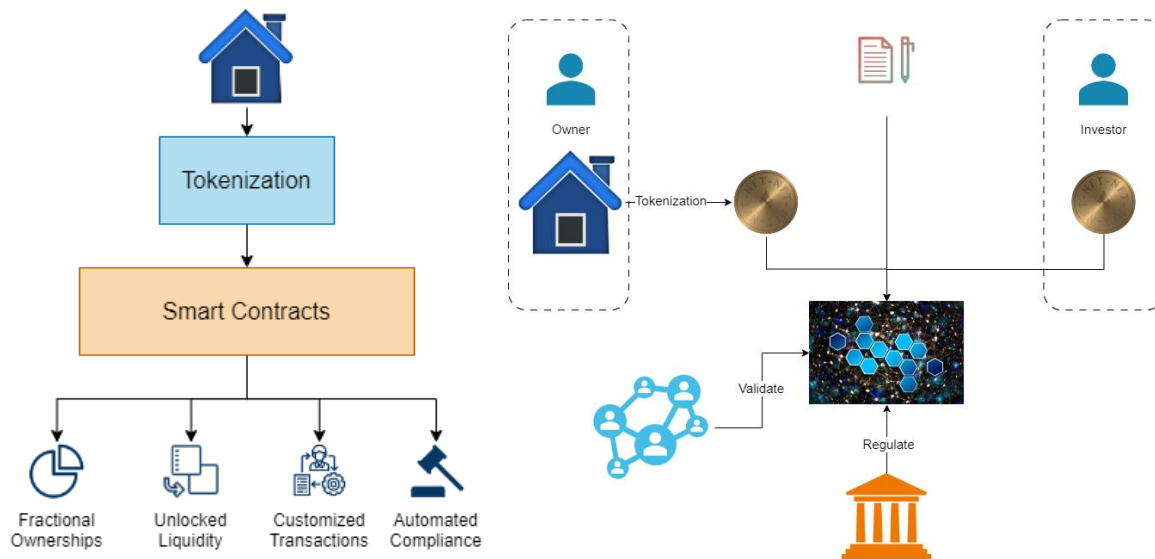 Tokenization
Smart Contracts
Fractional
Ownerships
Unlocked
Liquidity
Customized
Transactions
Automated
Compliance
Owner
Investor
Tokenization
Validate
Regulate